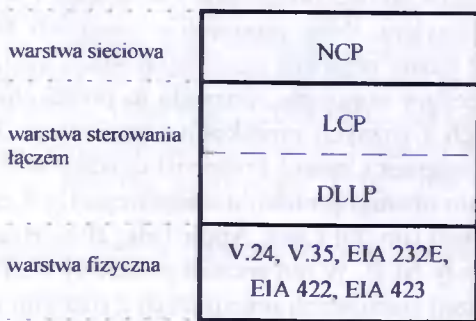 warstwa sieciowa
NCP
warstwa sterowania
łączem
LCP
DLLP
warstwa fizyczna
V.24, V.35, EIA 232E,
EIA 422, EIA 423